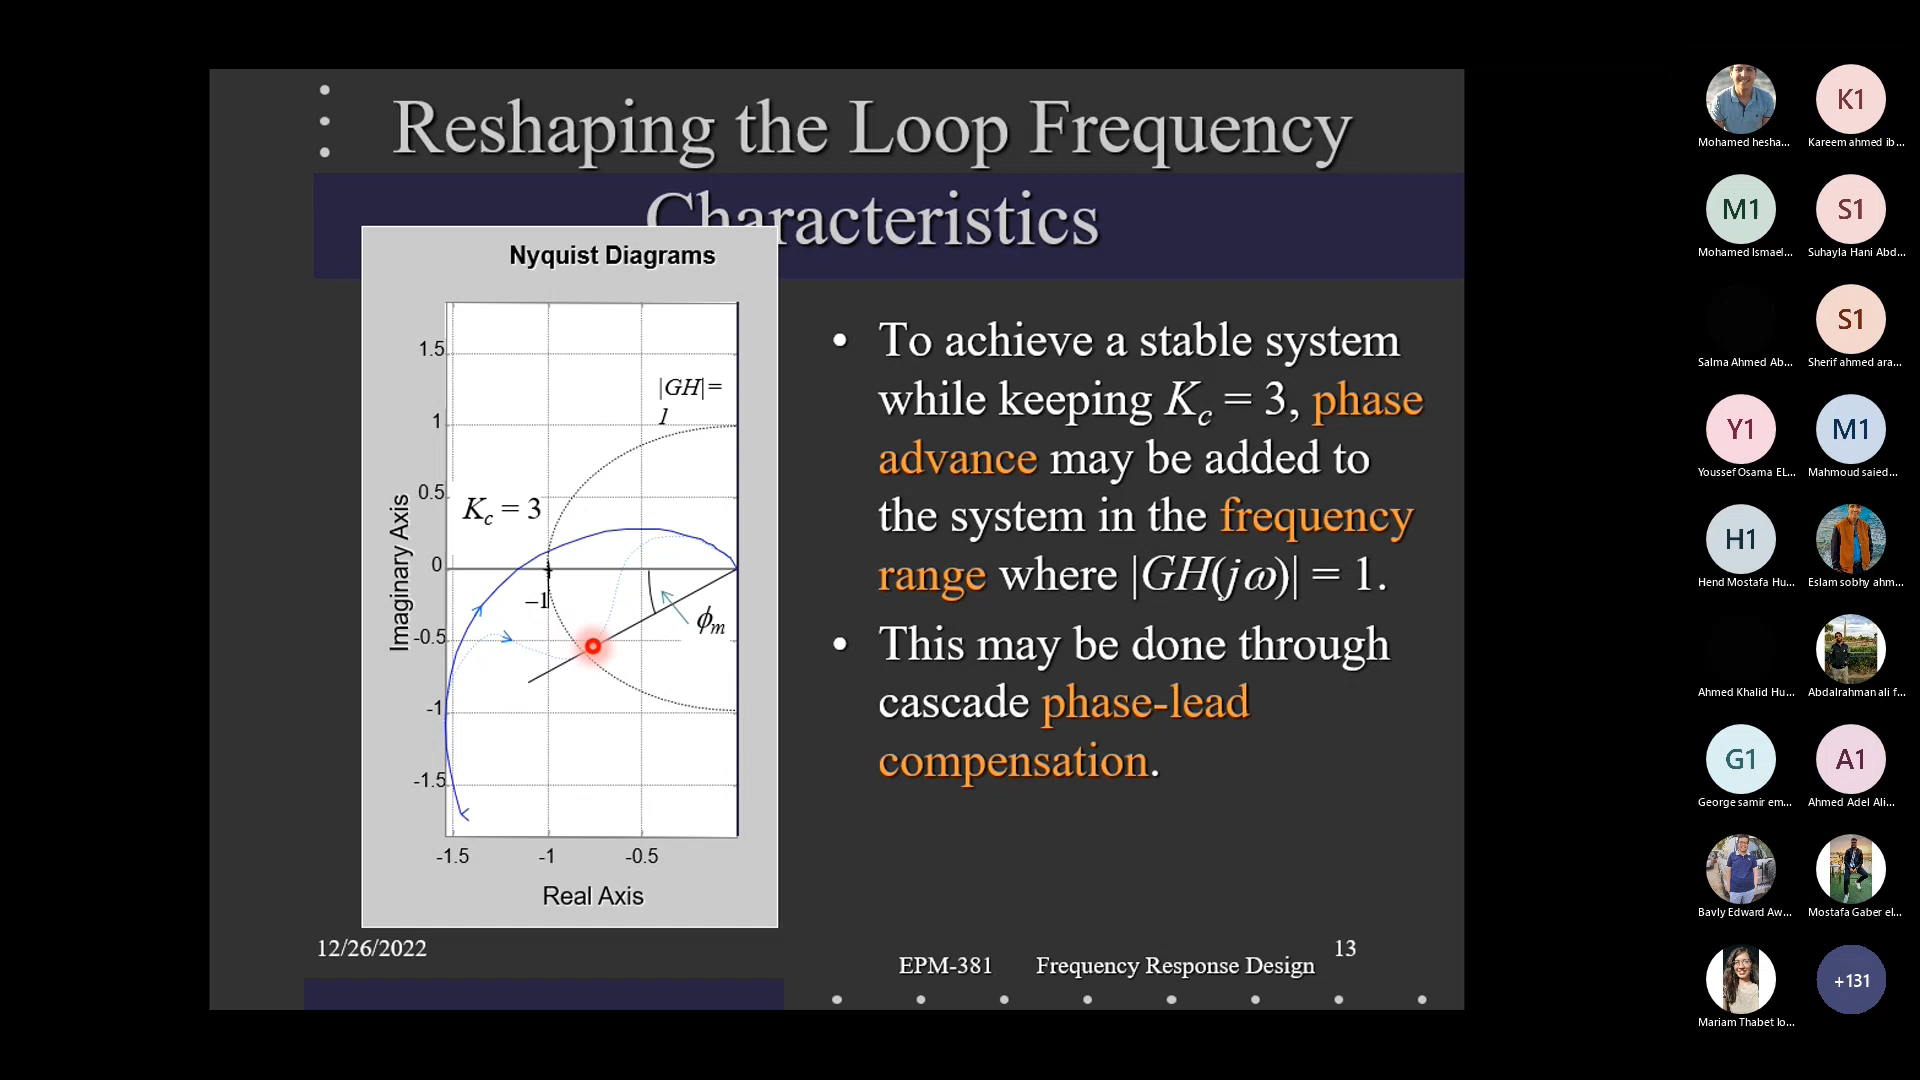 Reshaping the Loop Frequency
Characteristics
Nyquist Diagrams
1.5
1
0.5
0
-0.5
-1
-1.5
Imaginary Axis
|GH|=
1
Kc = 3
–1
ϕm
-1.5
-1
-0.5
Real Axis
• To achieve a stable system
while keeping Kc = 3, phase
advance may be added to
the system in the frequency
range where |GH(jω)| = 1.
• This may be done through
cascade phase-lead
compensation.
12/26/2022
EPM-381
Frequency Response Design
13
Mohamed hesha...
K1
Kareem ahmed ib...
M1
Mohamed Ismael...
S1
Suhayla Hani Abd...
Salma Ahmed Ab...
S1
Sherif ahmed ara...
Y1
Youssef Osama EL...
M1
Mahmoud saied...
H1
Hend Mostafa Hu...
Eslam sobhy ahm...
Ahmed Khalid Hu...
Abdalrahman ali f...
G1
George samir em...
A1
Ahmed Adel Ali...
Bavly Edward Aw...
Mostafa Gaber el...
Mariam Thabet lo...
+131